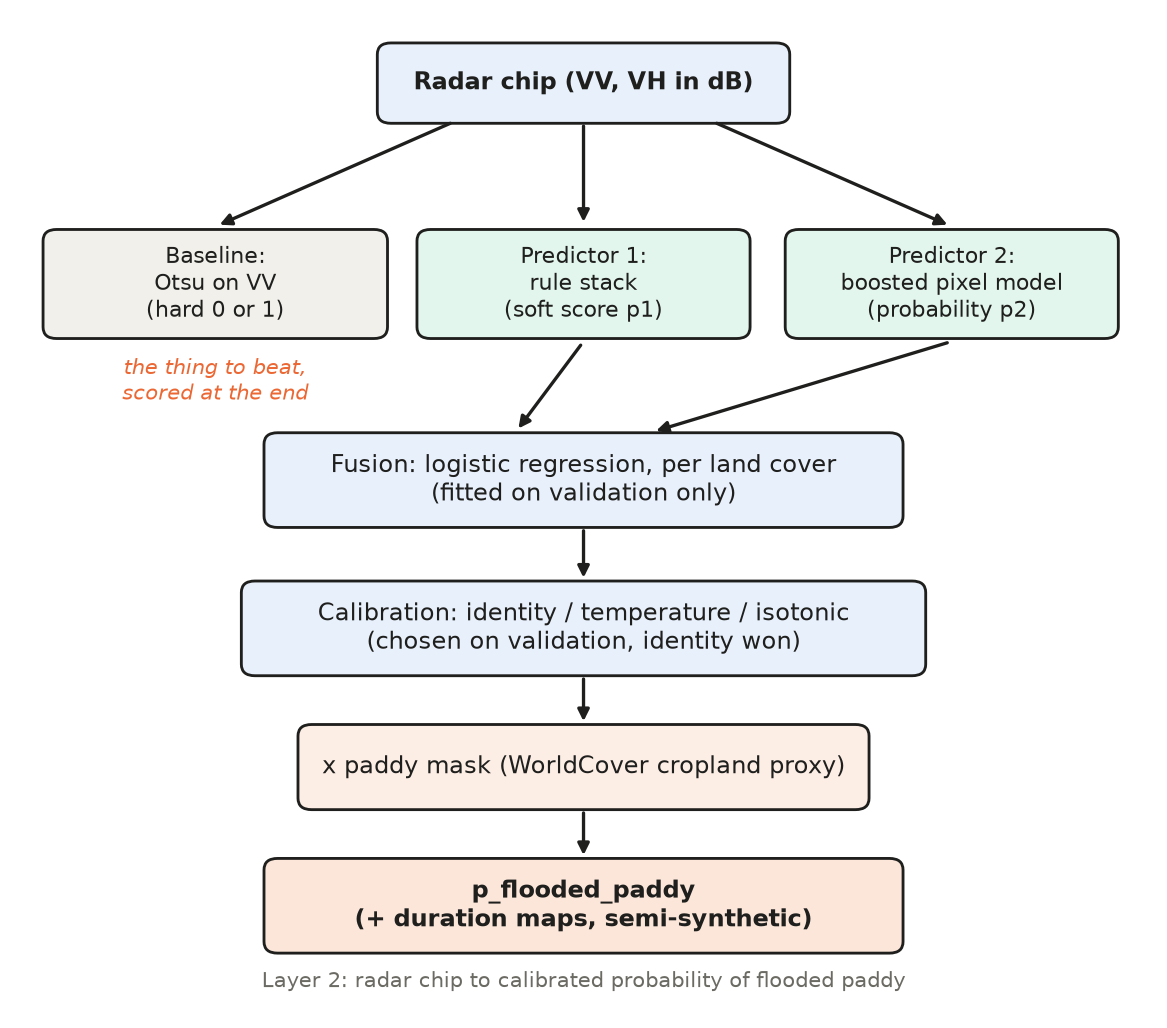 Radar chip (VV, VH in dB)
Baseline:
Otsu on VV
(hard 0 or 1)
Predictor 1:
rule stack
(soft score p1)
Predictor 2:
boosted pixel model
(probability p2)
the thing to beat,
scored at the end
Fusion: logistic regression, per land cover
(fitted on validation only)
Calibration: identity / temperature / isotonic
(chosen on validation, identity won)
x paddy mask (WorldCover cropland proxy)
p_flooded_paddy
(+ duration maps, semi-synthetic)
Layer 2: radar chip to calibrated probability of flooded paddy